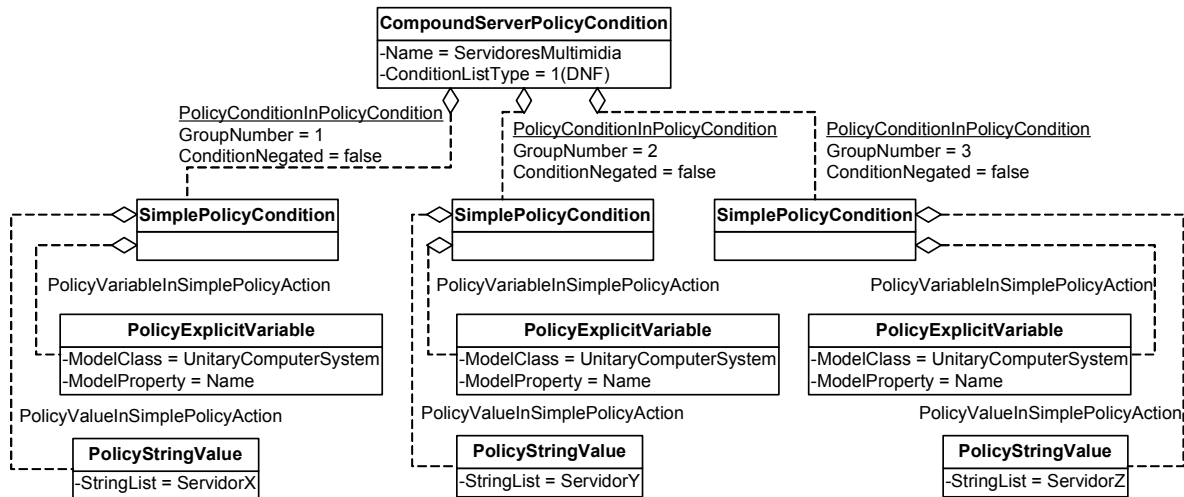 CompoundServerPolicyCondition
-Name = ServidoresMultimidia
-ConditionListType = 1(DNF)
PolicyConditionInPolicyCondition
GroupNumber = 1
ConditionNegated = false
PolicyConditionInPolicyCondition
GroupNumber = 2
ConditionNegated = false
PolicyConditionInPolicyCondition
GroupNumber = 3
ConditionNegated = false
SimplePolicyCondition
SimplePolicyCondition
SimplePolicyCondition
PolicyVariableInSimplePolicyAction
PolicyVariableInSimplePolicyAction
PolicyVariableInSimplePolicyAction
PolicyExplicitVariable
-ModelClass = UnitaryComputerSystem
-ModelProperty = Name
PolicyExplicitVariable
-ModelClass = UnitaryComputerSystem
-ModelProperty = Name
PolicyExplicitVariable
-ModelClass = UnitaryComputerSystem
-ModelProperty = Name
PolicyValueInSimplePolicyAction
PolicyValueInSimplePolicyAction
PolicyValueInSimplePolicyAction
PolicyStringValue
-StringList = ServidorX
PolicyStringValue
-StringList = ServidorY
PolicyStringValue
-StringList = ServidorZ